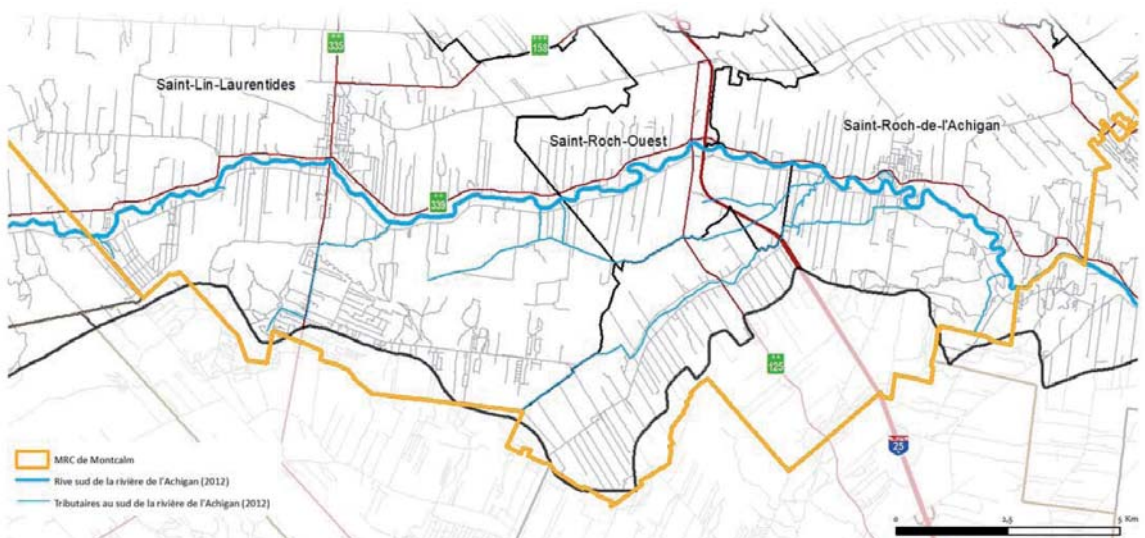 158
335
Saint-Lin-Laurentides
Saint-Roch-Ouest
Saint-Roch-de-l'Achigan
335
125
25
MRC de Montcalm
Rive sud de la rivière de l'Achigan (2012)
Tributaires au sud de la rivière de l'Achigan (2012)
0 2,5 5 Km